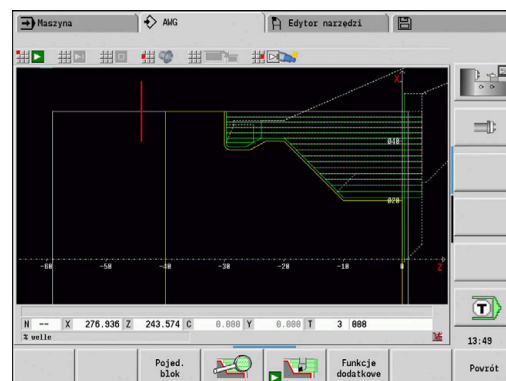 Maszyna
AWG
Edytor narzędzi
X
ø40
ø20
-60 -50 -40 -30 -20 -10 0 Z
N -- X 276.936 Z 243.574 C 0.000 Y 0.000 T 3 000
% welle
13:49
Pojed. blok
Funkcje dodatkowe
Powrót
T